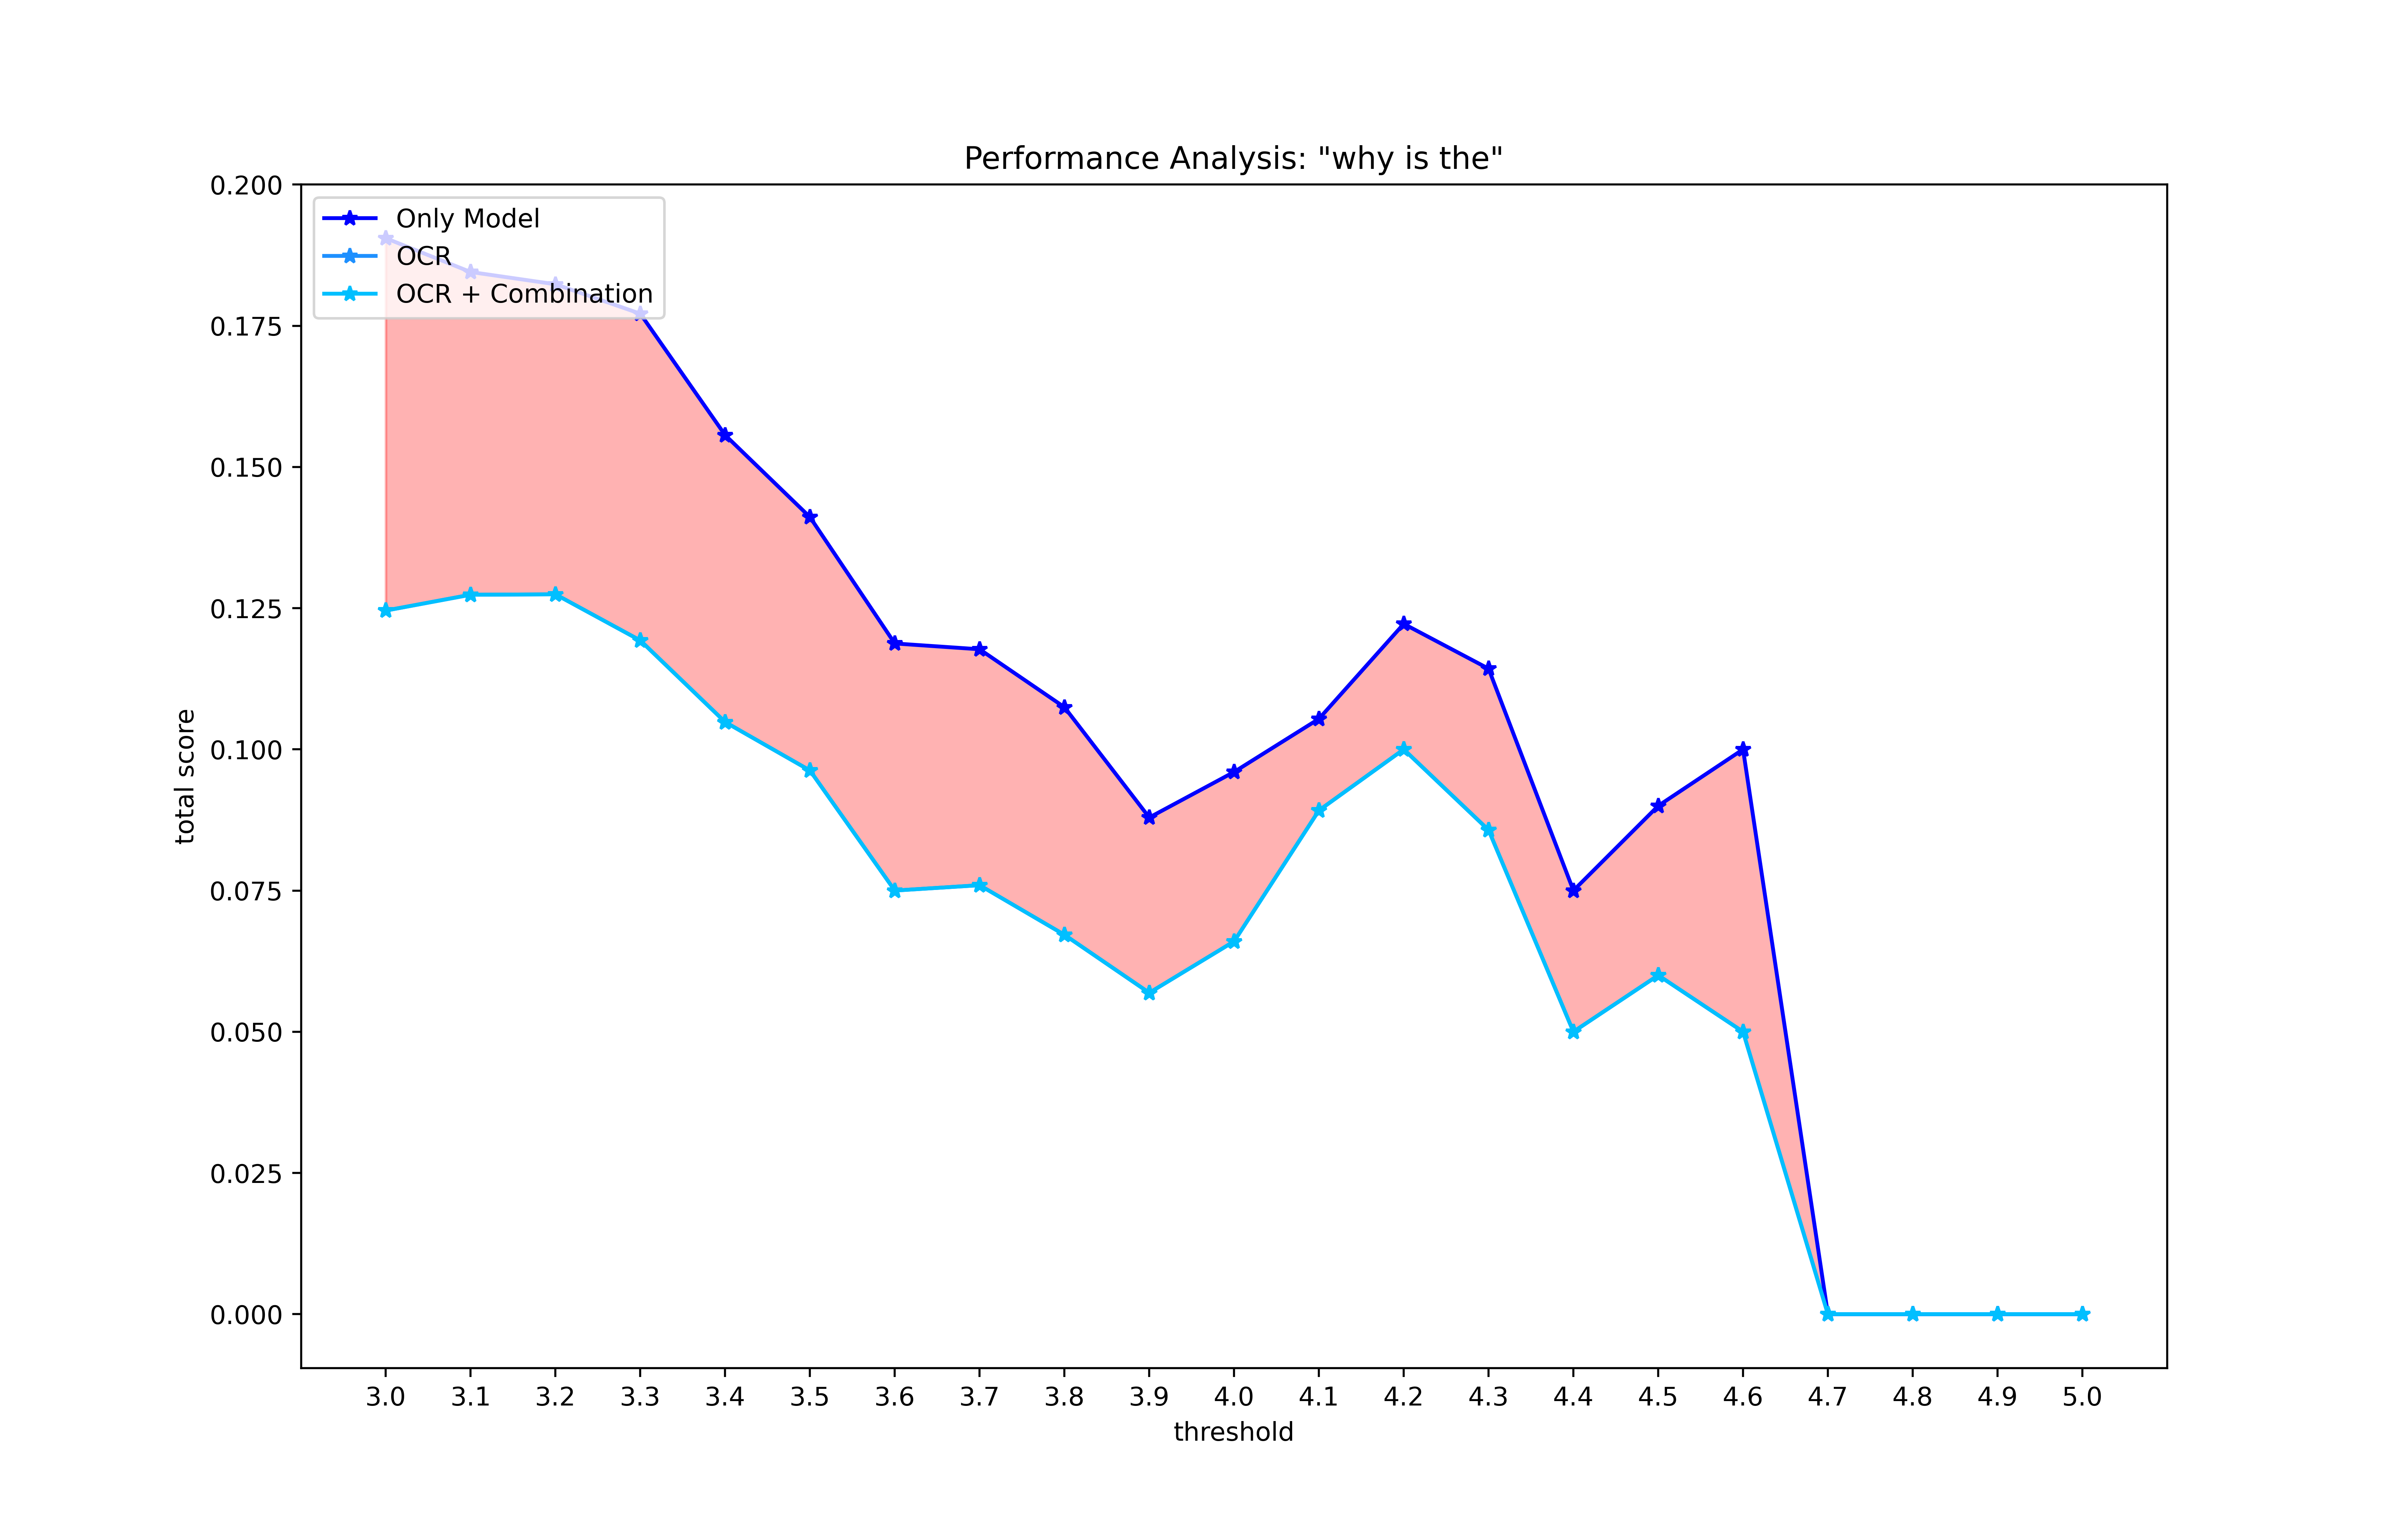 Performance Analysis: "why is the"
Only Model
OCR
OCR + Combination
total score
0.200
0.175
0.150
0.125
0.100
0.075
0.050
0.025
0.000
3.0 3.1 3.2 3.3 3.4 3.5 3.6 3.7 3.8 3.9 4.0 4.1 4.2 4.3 4.4 4.5 4.6 4.7 4.8 4.9 5.0
threshold